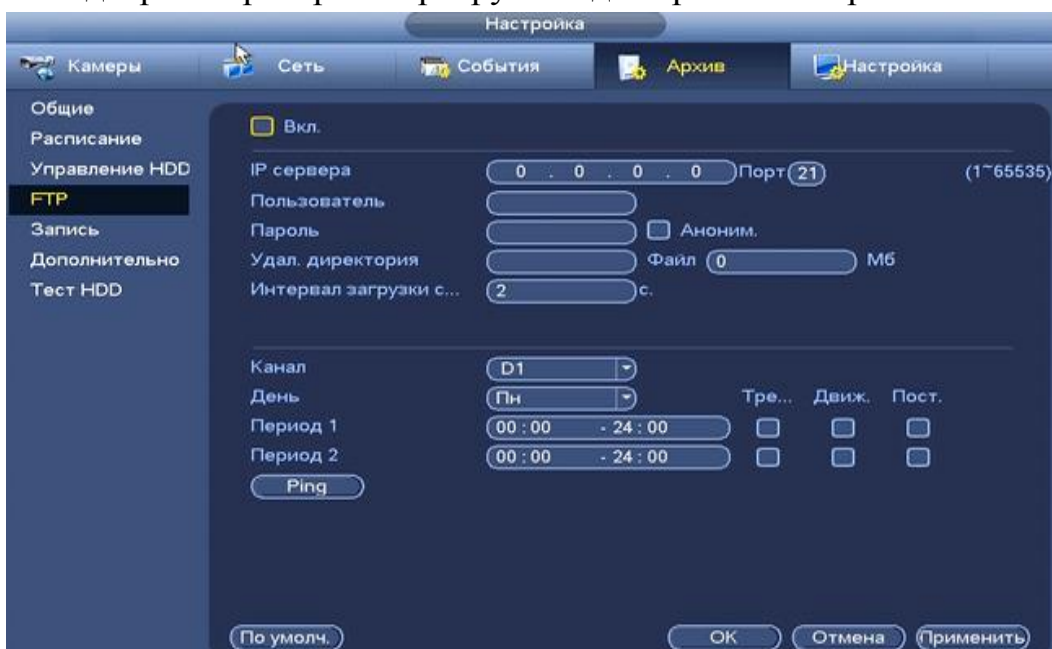 Настройка
Камеры Сеть События Архив Настройка
Общие
Расписание
Управление HDD
FTP
Запись
Дополнительно
Тест HDD
Вкл.
IP сервера 0 . 0 . 0 . 0 Порт 21 (1~65535)
Пользователь
Пароль Аноним.
Удал. директория Файл 0 Мб
Интервал загрузки с... 2 с.
Канал D1
День Пн Тре... Движ. Пост.
Период 1 00 : 00 - 24 : 00
Период 2 00 : 00 - 24 : 00
Ping
По умолч. OK Отмена Применить